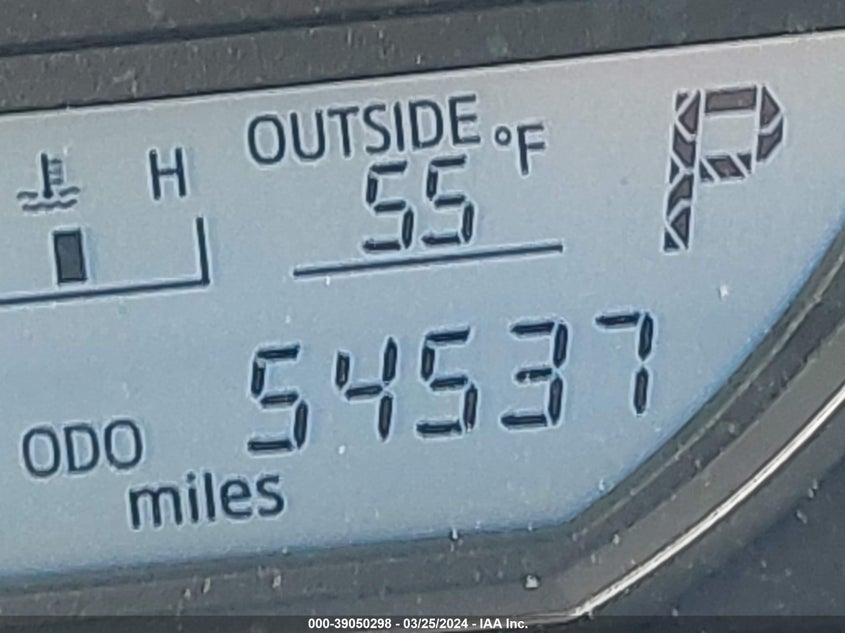 OUTSIDE °F
H
55
P
54537
ODO
miles
000-39050298 - 03/25/2024 - IAA Inc.